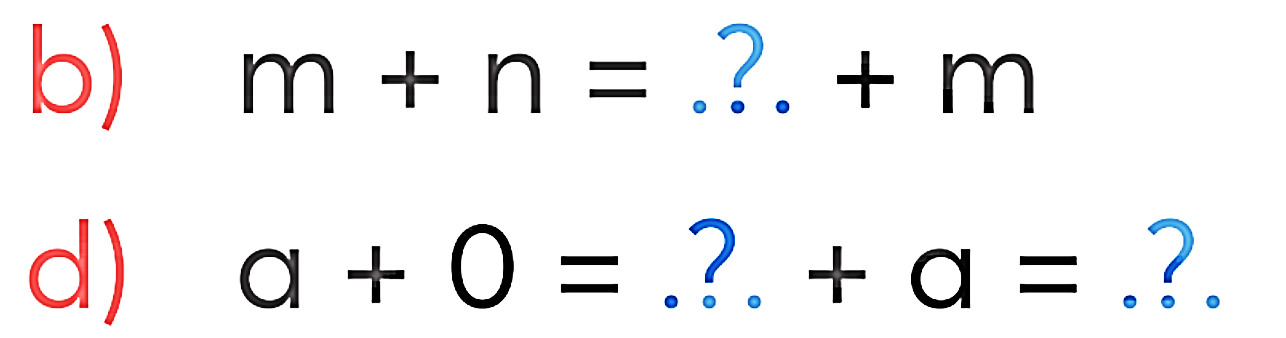 b) m + n = .?. + m
d) a + 0 = .?. + a = .?.